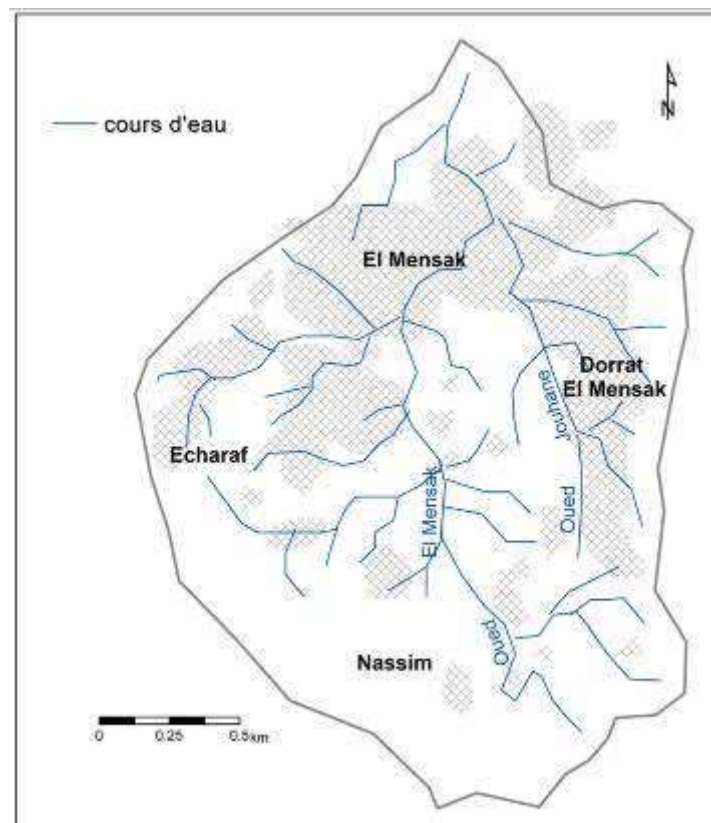 N
cours d'eau
El Mensak
Dorrat
El Mensak
Jouhane
Echaraf
El Mensak
Oued
Oued
Nassim
0 0.25 0.5km